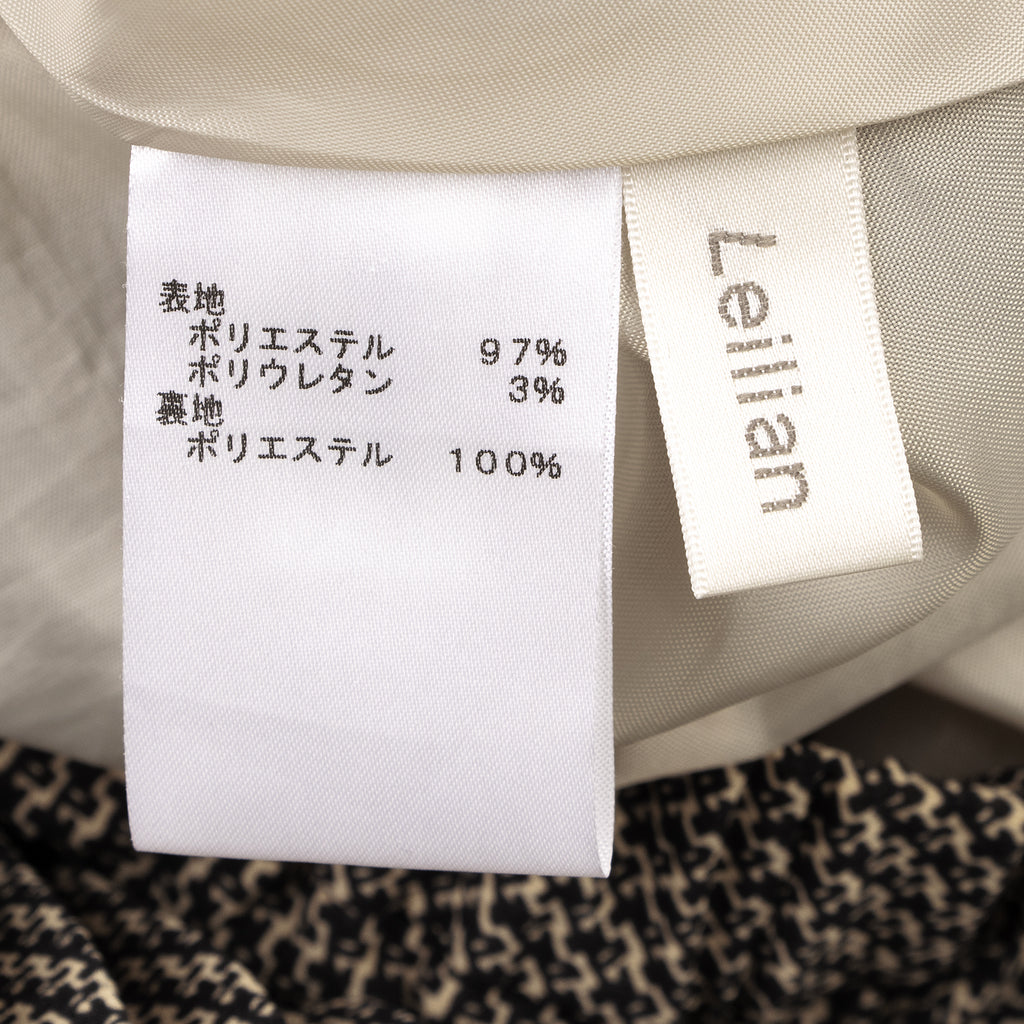 表地
ポリエステル 97%
ポリウレタン 3%
裏地
ポリエステル 100%
Leilian